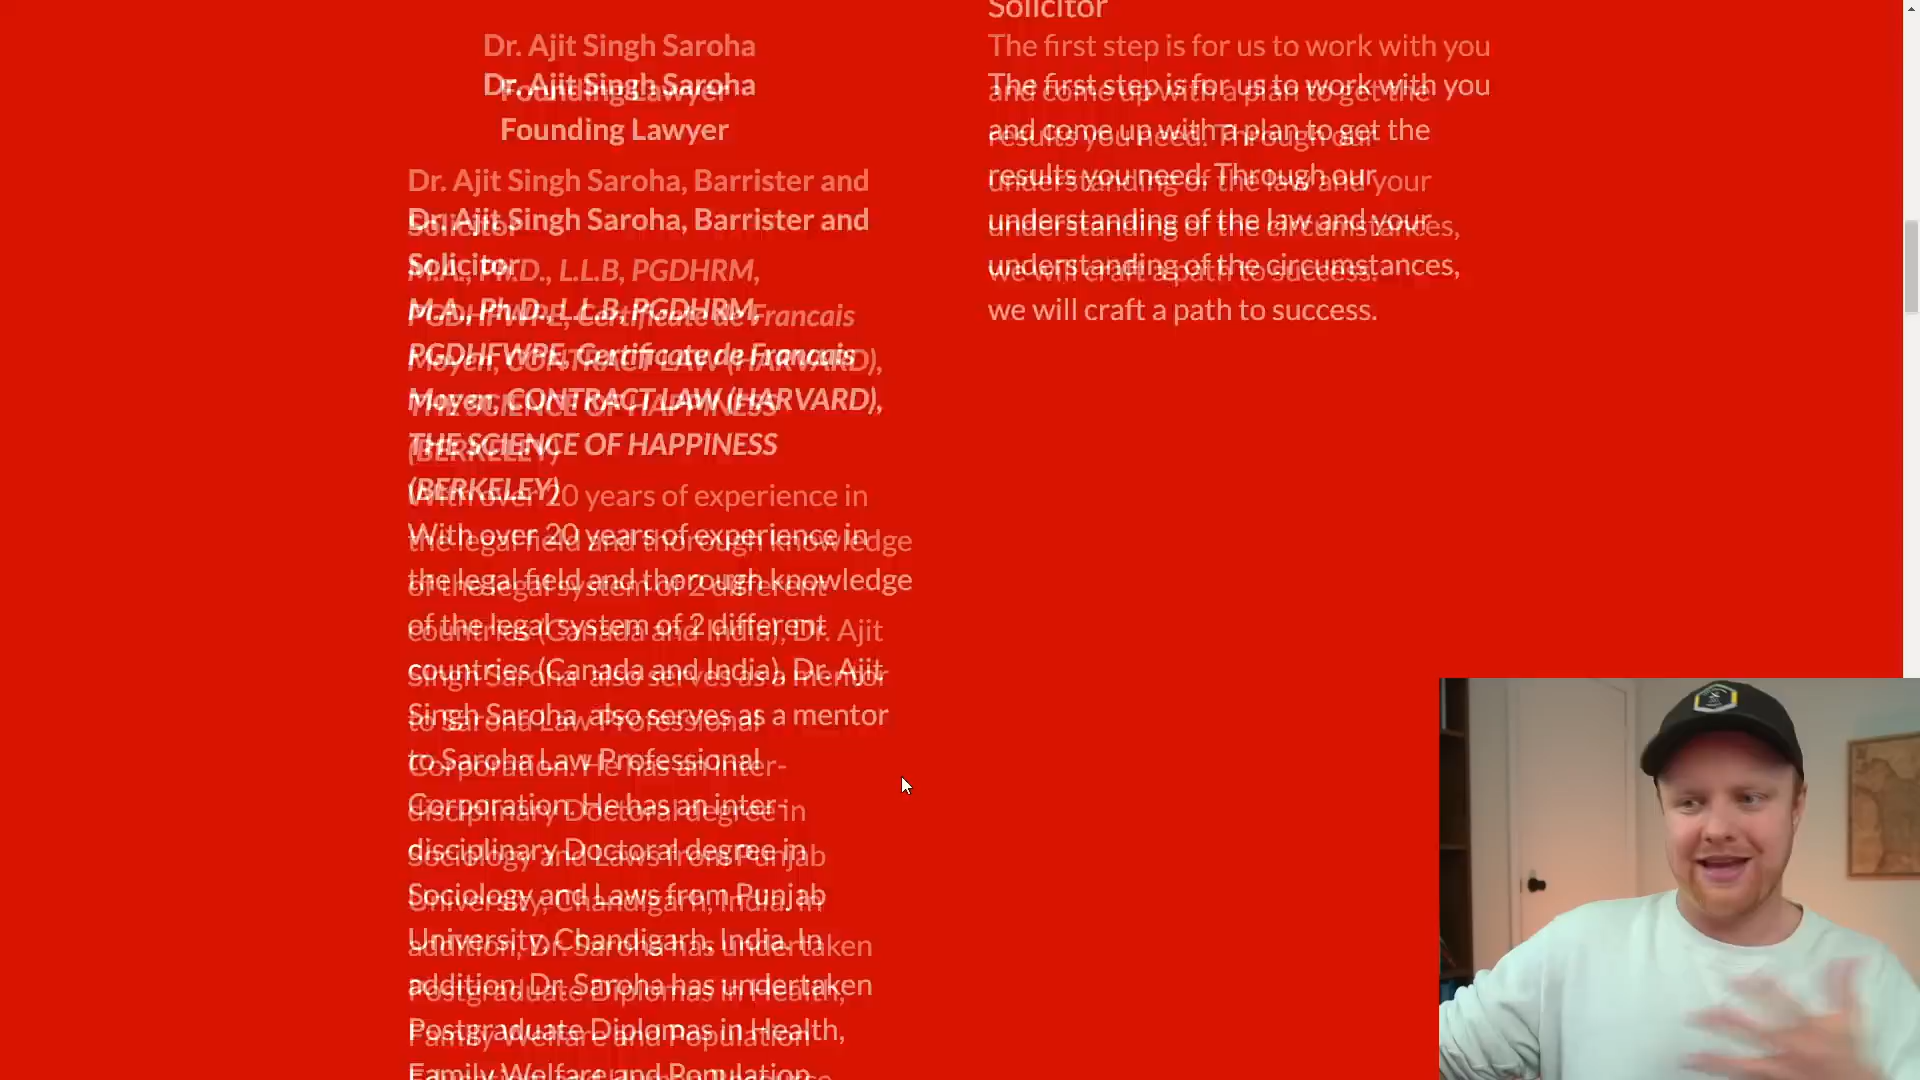 Dr. Ajit Singh Saroha
Founding Lawyer
Dr. Ajit Singh Saroha, Barrister and
Solicitor
M.A., Ph.D., L.L.B, PGDHRM,
PGDHFWPE, Certificate de Francais
Moyen, CONTRACT LAW (HARVARD),
THE SCIENCE OF HAPPINESS
(BERKELEY)
With over 20 years of experience in
the legal field and thorough knowledge
of the legal system of 2 different
countries (Canada and India), Dr. Ajit
Singh Saroha also serves as a mentor
to Saroha Law Professional
Corporation. He has an inter-
disciplinary Doctoral degree in
Sociology and Laws from Punjab
University, Chandigarh, India. In
addition, Dr. Saroha has undertaken
Postgraduate Diplomas in Health,
Family Welfare and Population
Solicitor
The first step is for us to work with you
and come up with a plan to get the
results you need. Through our
understanding of the law and your
understanding of the circumstances,
we will craft a path to success.